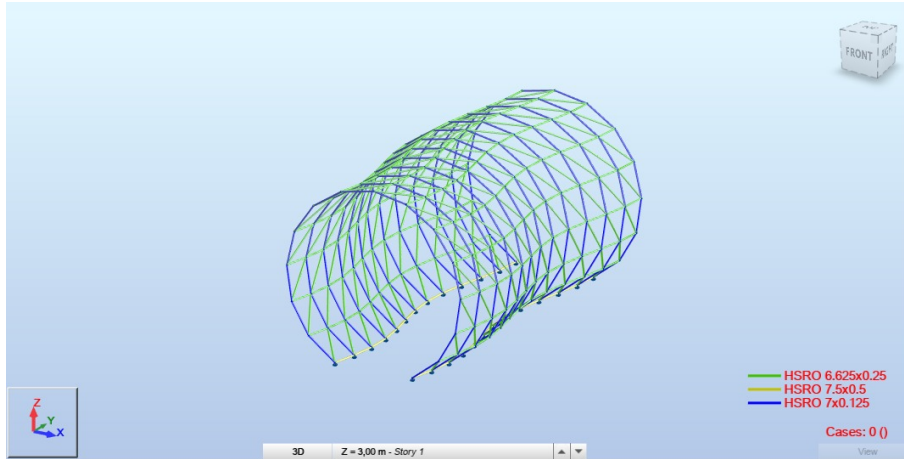 FRONT
RIGHT
HSRO 6.625x0.25
HSRO 7.5x0.5
HSRO 7x0.125
Cases: 0 ()
Z
Y
X
3D
Z = 3,00 m - Story 1
View